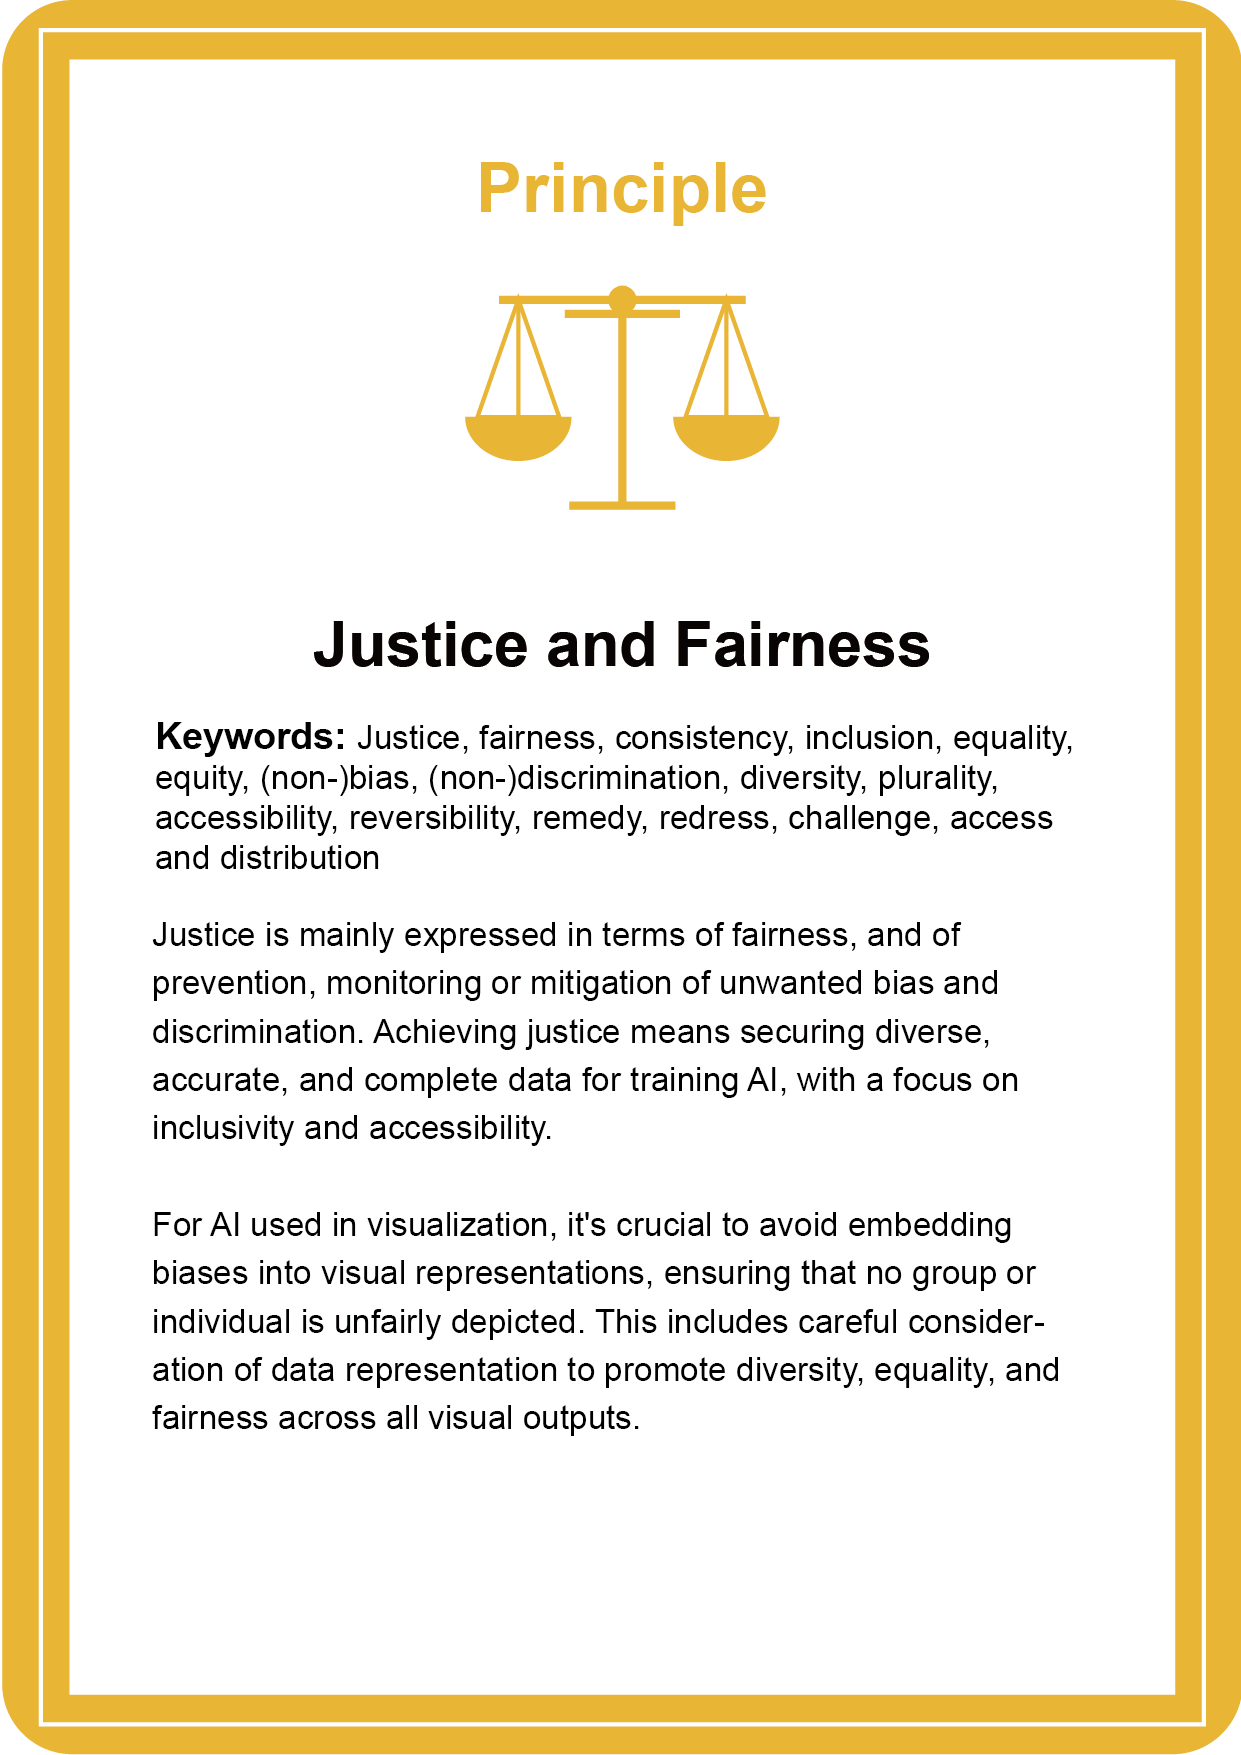 Principle
Justice and Fairness
Keywords: Justice, fairness, consistency, inclusion, equality,
equity, (non-)bias, (non-)discrimination, diversity, plurality,
accessibility, reversibility, remedy, redress, challenge, access
and distribution
Justice is mainly expressed in terms of fairness, and of
prevention, monitoring or mitigation of unwanted bias and
discrimination. Achieving justice means securing diverse,
accurate, and complete data for training AI, with a focus on
inclusivity and accessibility.
For AI used in visualization, it's crucial to avoid embedding
biases into visual representations, ensuring that no group or
individual is unfairly depicted. This includes careful consider-
ation of data representation to promote diversity, equality, and
fairness across all visual outputs.